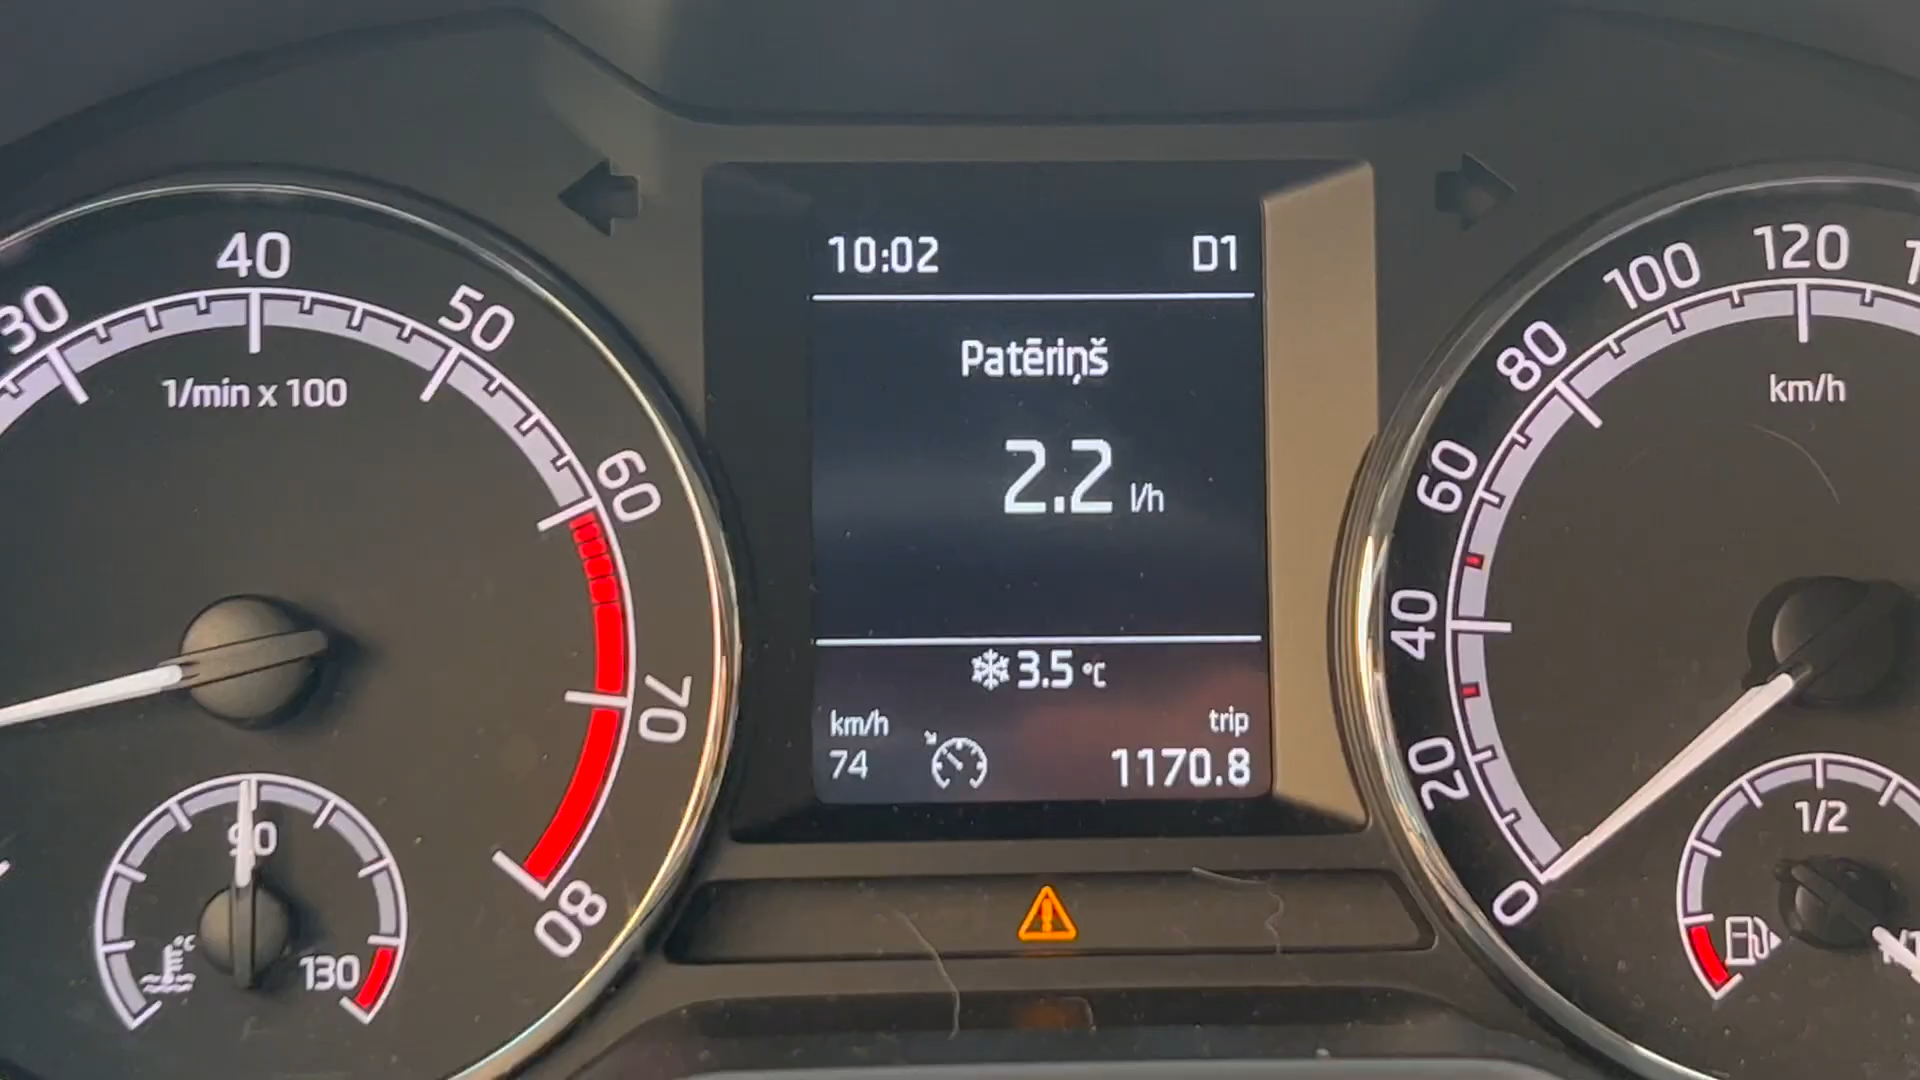 30
40
50
60
70
80
1/min x 100
90
130
°C
10:02 D1
Patēriņš
2.2 l/h
3.5 °C
km/h trip
74 1170.8
0
20
40
60
80
100
120
km/h
1/2